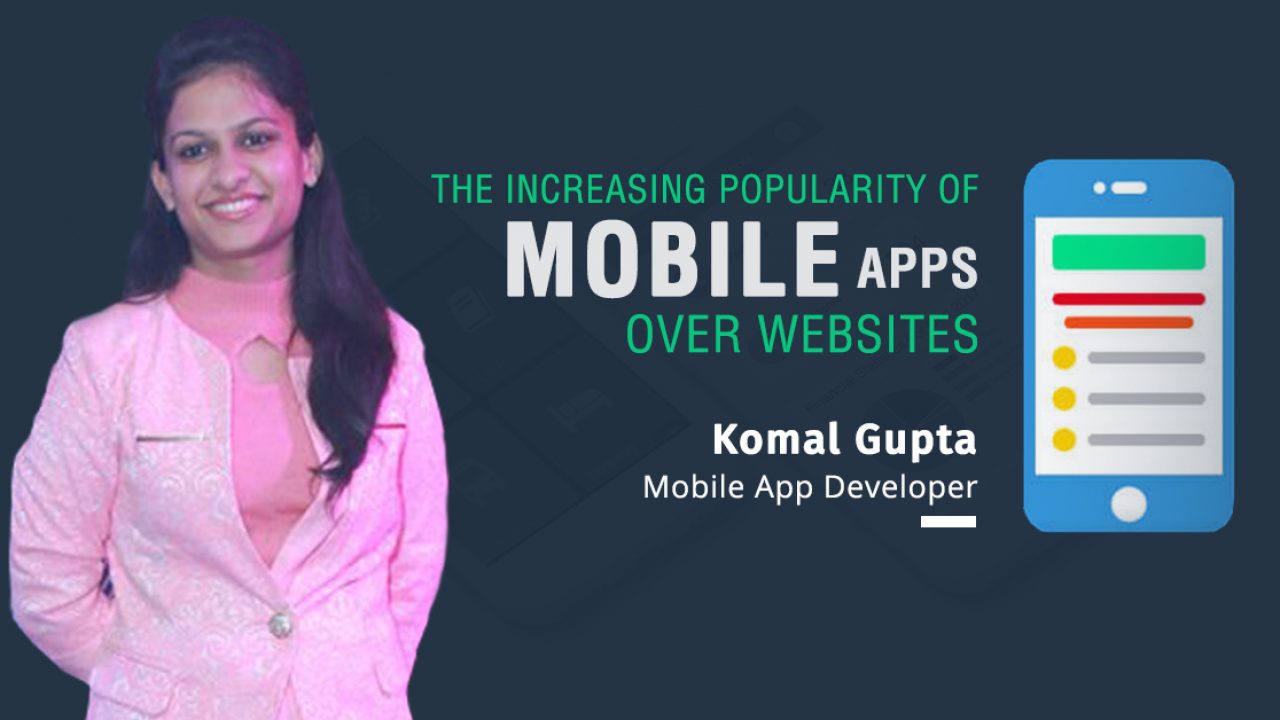 THE INCREASING POPULARITY OF
MOBILE APPS
OVER WEBSITES
Komal Gupta
Mobile App Developer